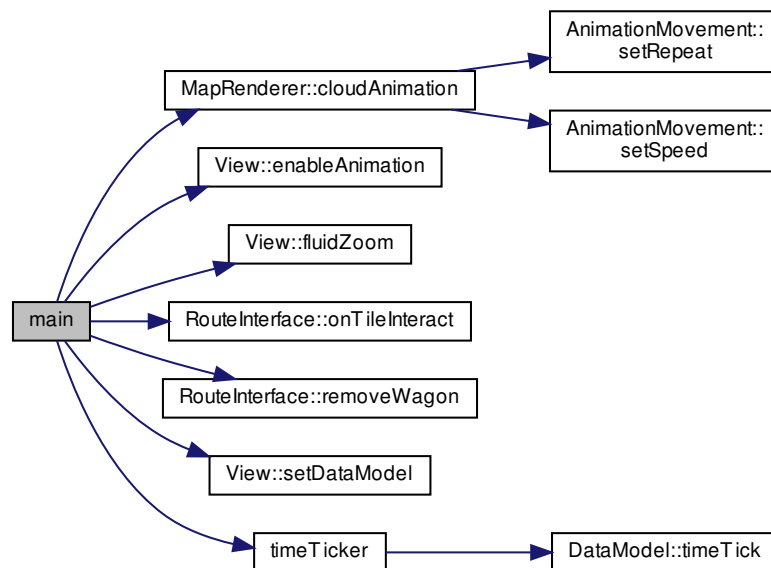 main
MapRenderer::cloudAnimation
AnimationMovement::
setRepeat
AnimationMovement::
setSpeed
View::enableAnimation
View::fluidZoom
RouteInterface::onTileInteract
RouteInterface::removeWagon
View::setDataModel
timeTicker
DataModel::timeTick